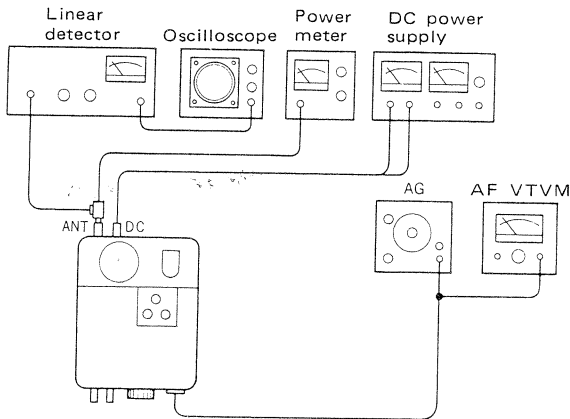 Linear
detector
Oscilloscope
Power
meter
DC power
supply
ANT
DC
AG
AF VTVM